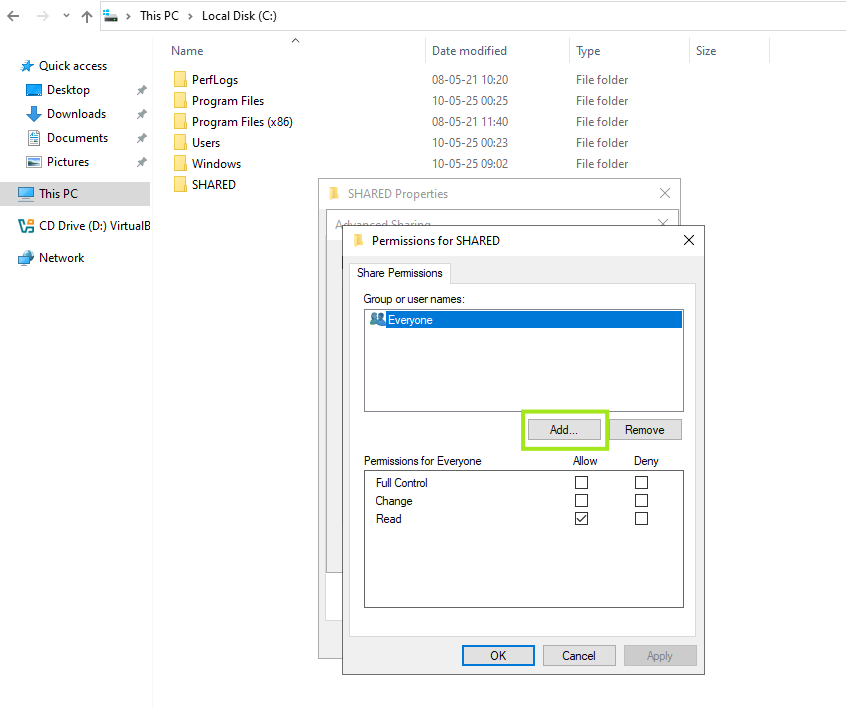 This PC > Local Disk (C:)
Name Date modified Type Size
Quick access
Desktop
Downloads
Documents
Pictures
This PC
CD Drive (D:) VirtualB
Network
PerfLogs 08-05-21 10:20 File folder
Program Files 10-05-25 00:25 File folder
Program Files (x86) 08-05-21 11:40 File folder
Users 10-05-25 00:23 File folder
Windows 10-05-25 09:02 File folder
SHARED
SHARED Properties
Advanced Sharing
Permissions for SHARED
Share Permissions
Group or user names:
Everyone
Add... Remove
Permissions for Everyone Allow Deny
Full Control
Change
Read
OK Cancel Apply